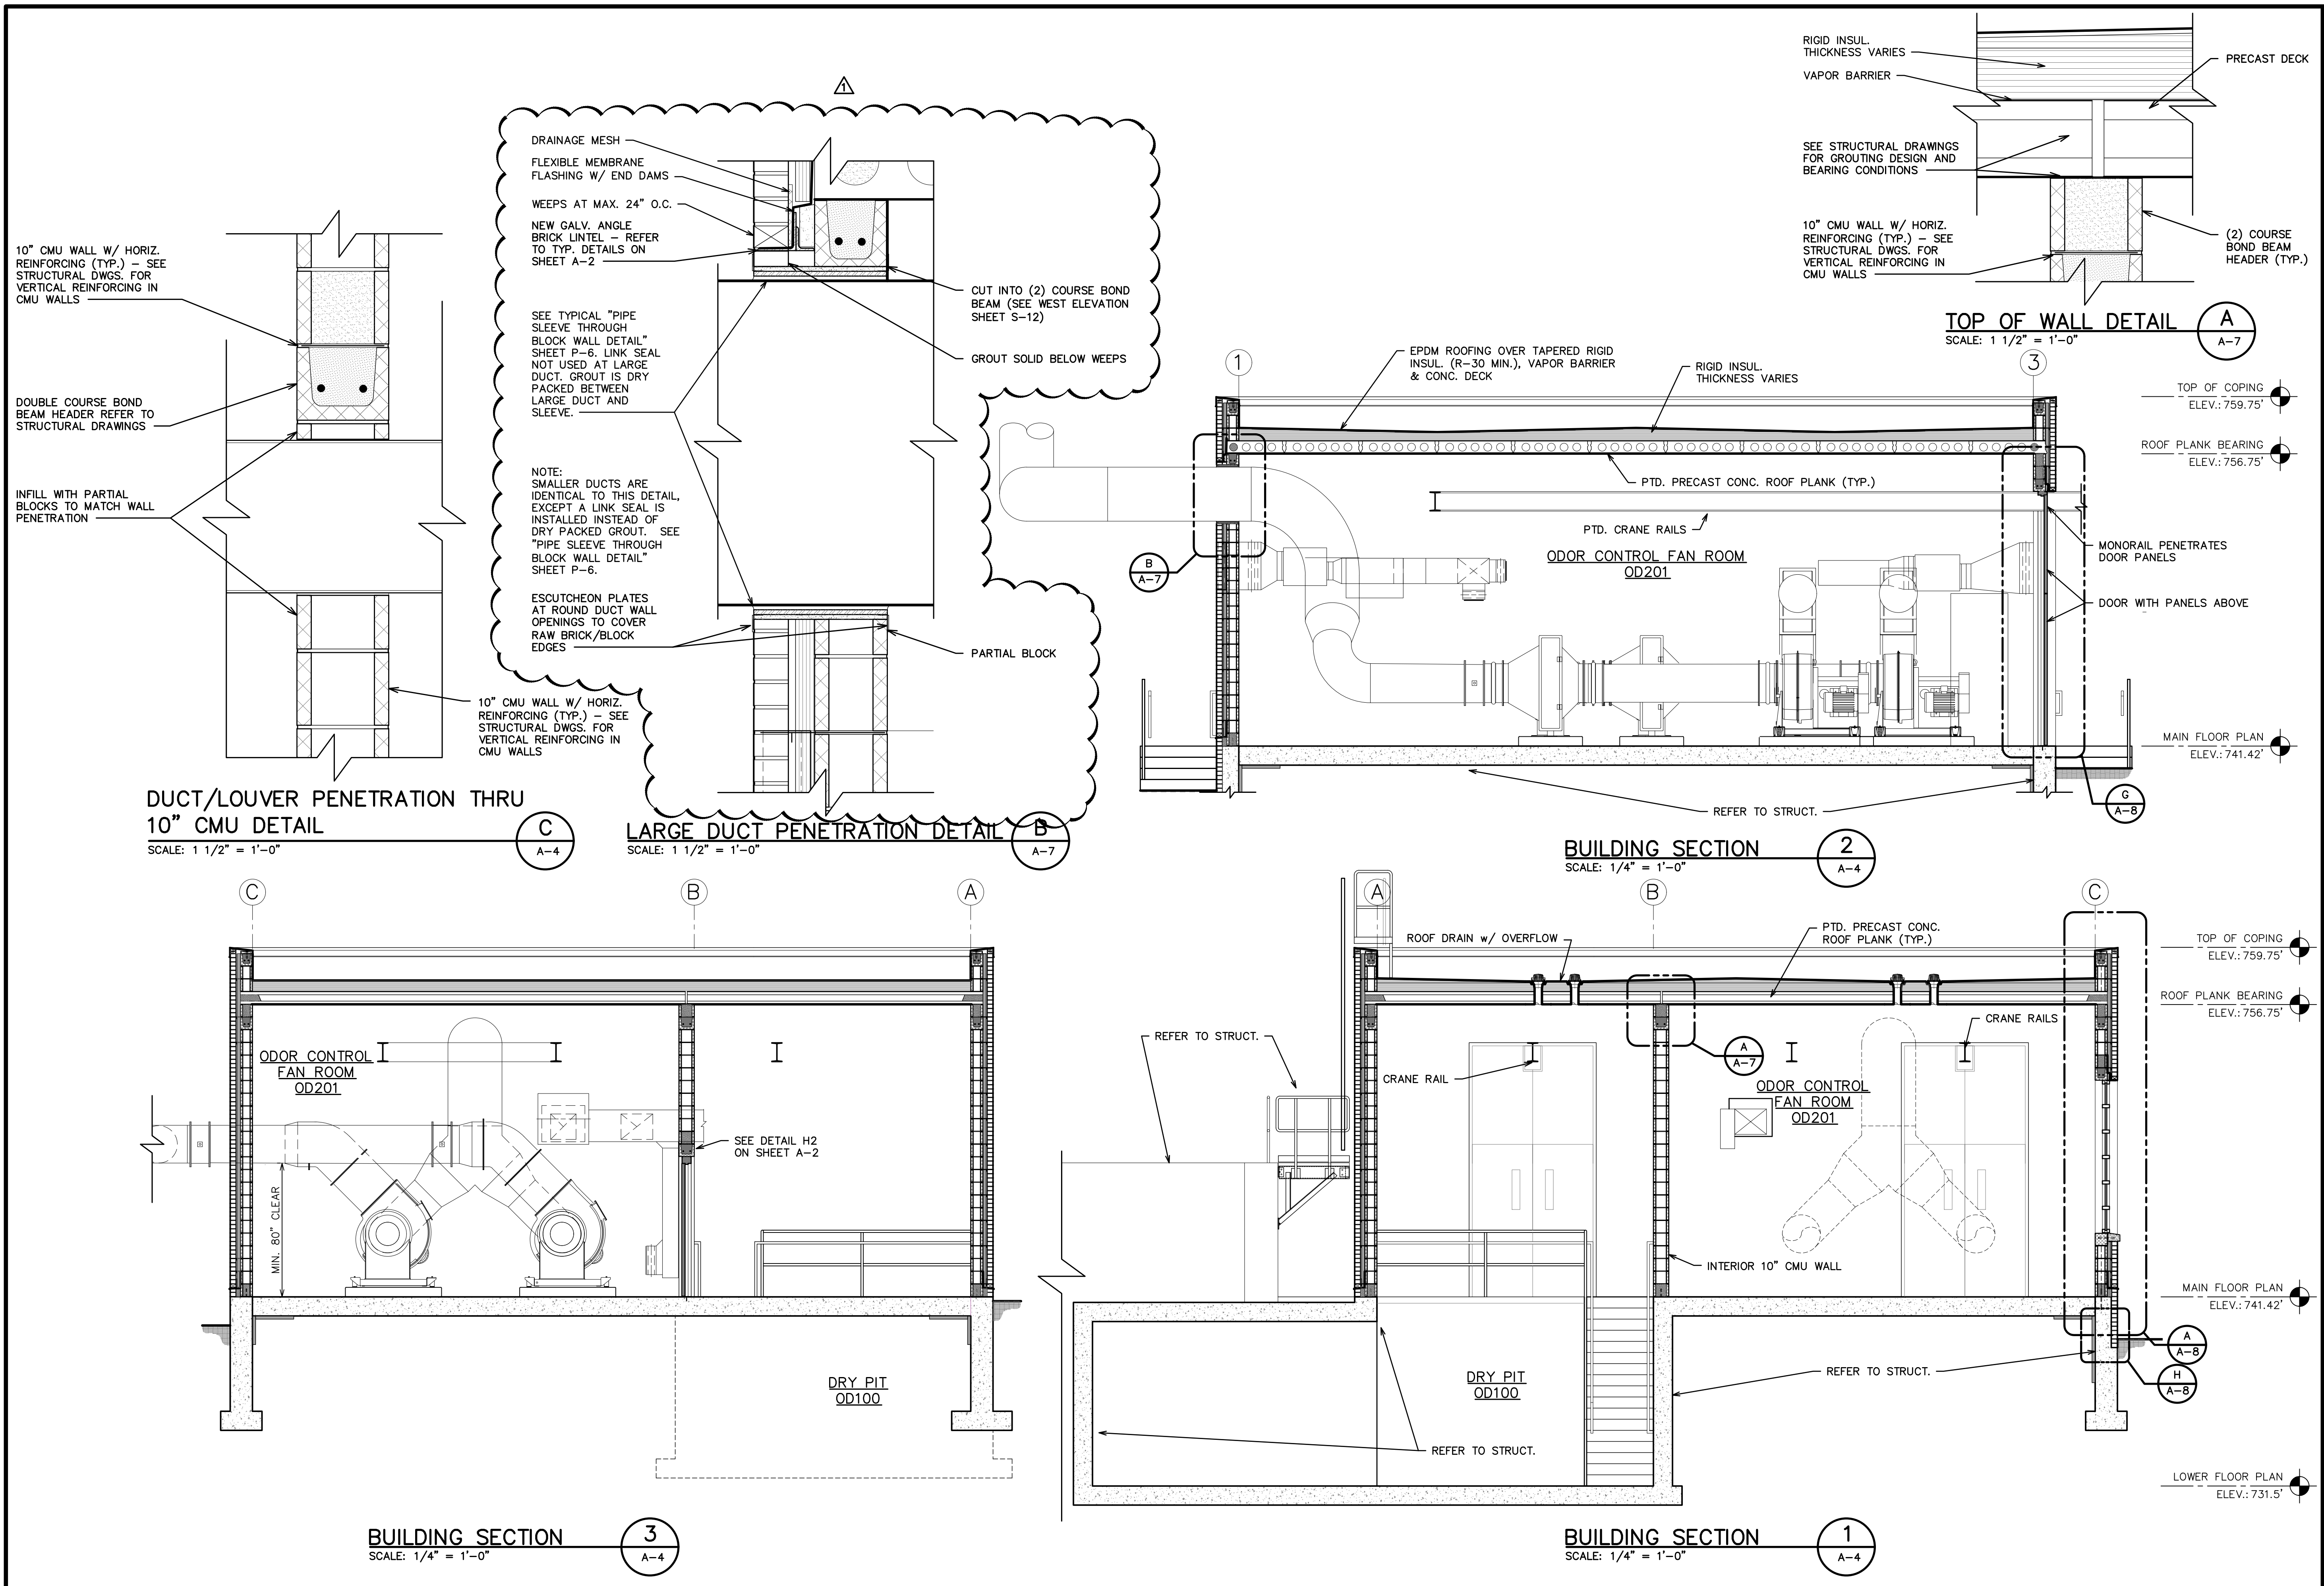 10" CMU WALL W/ HORIZ.
REINFORCING (TYP.) – SEE
STRUCTURAL DWGS. FOR
VERTICAL REINFORCING IN
CMU WALLS
DOUBLE COURSE BOND
BEAM HEADER REFER TO
STRUCTURAL DRAWINGS
INFILL WITH PARTIAL
BLOCKS TO MATCH WALL
PENETRATION
10" CMU WALL W/ HORIZ.
REINFORCING (TYP.) – SEE
STRUCTURAL DWGS. FOR
VERTICAL REINFORCING IN
CMU WALLS
DUCT/LOUVER PENETRATION THRU
10" CMU DETAIL
SCALE: 1 1/2" = 1'-0"
C
A-4
1
DRAINAGE MESH
FLEXIBLE MEMBRANE
FLASHING W/ END DAMS
WEEPS AT MAX. 24" O.C.
NEW GALV. ANGLE
BRICK LINTEL – REFER
TO TYP. DETAILS ON
SHEET A-2
SEE TYPICAL "PIPE
SLEEVE THROUGH
BLOCK WALL DETAIL"
SHEET P-6. LINK SEAL
NOT USED AT LARGE
DUCT. GROUT IS DRY
PACKED BETWEEN
LARGE DUCT AND
SLEEVE.
NOTE:
SMALLER DUCTS ARE
IDENTICAL TO THIS DETAIL,
EXCEPT A LINK SEAL IS
INSTALLED INSTEAD OF
DRY PACKED GROUT. SEE
"PIPE SLEEVE THROUGH
BLOCK WALL DETAIL"
SHEET P-6.
ESCUTCHEON PLATES
AT ROUND DUCT WALL
OPENINGS TO COVER
RAW BRICK/BLOCK
EDGES
CUT INTO (2) COURSE BOND
BEAM (SEE WEST ELEVATION
SHEET S-12)
GROUT SOLID BELOW WEEPS
PARTIAL BLOCK
LARGE DUCT PENETRATION DETAIL
SCALE: 1 1/2" = 1'-0"
B
A-7
RIGID INSUL.
THICKNESS VARIES
VAPOR BARRIER
PRECAST DECK
SEE STRUCTURAL DRAWINGS
FOR GROUTING DESIGN AND
BEARING CONDITIONS
10" CMU WALL W/ HORIZ.
REINFORCING (TYP.) – SEE
STRUCTURAL DWGS. FOR
VERTICAL REINFORCING IN
CMU WALLS
(2) COURSE
BOND BEAM
HEADER (TYP.)
TOP OF WALL DETAIL
SCALE: 1 1/2" = 1'-0"
A
A-7
1
3
EPDM ROOFING OVER TAPERED RIGID
INSUL. (R-30 MIN.), VAPOR BARRIER
& CONC. DECK
RIGID INSUL.
THICKNESS VARIES
TOP OF COPING
ELEV.: 759.75'
ROOF PLANK BEARING
ELEV.: 756.75'
PTD. PRECAST CONC. ROOF PLANK (TYP.)
PTD. CRANE RAILS
ODOR CONTROL FAN ROOM
OD201
B
A-7
MONORAIL PENETRATES
DOOR PANELS
DOOR WITH PANELS ABOVE
MAIN FLOOR PLAN
ELEV.: 741.42'
REFER TO STRUCT.
G
A-8
BUILDING SECTION
SCALE: 1/4" = 1'-0"
2
A-4
C
B
A
ODOR CONTROL
FAN ROOM
OD201
SEE DETAIL H2
ON SHEET A-2
MIN. 80" CLEAR
DRY PIT
OD100
BUILDING SECTION
SCALE: 1/4" = 1'-0"
3
A-4
A
B
C
ROOF DRAIN w/ OVERFLOW
PTD. PRECAST CONC.
ROOF PLANK (TYP.)
TOP OF COPING
ELEV.: 759.75'
ROOF PLANK BEARING
ELEV.: 756.75'
REFER TO STRUCT.
CRANE RAILS
A
A-7
CRANE RAIL
ODOR CONTROL
FAN ROOM
OD201
INTERIOR 10" CMU WALL
MAIN FLOOR PLAN
ELEV.: 741.42'
A
A-8
H
A-8
REFER TO STRUCT.
DRY PIT
OD100
REFER TO STRUCT.
LOWER FLOOR PLAN
ELEV.: 731.5'
BUILDING SECTION
SCALE: 1/4" = 1'-0"
1
A-4